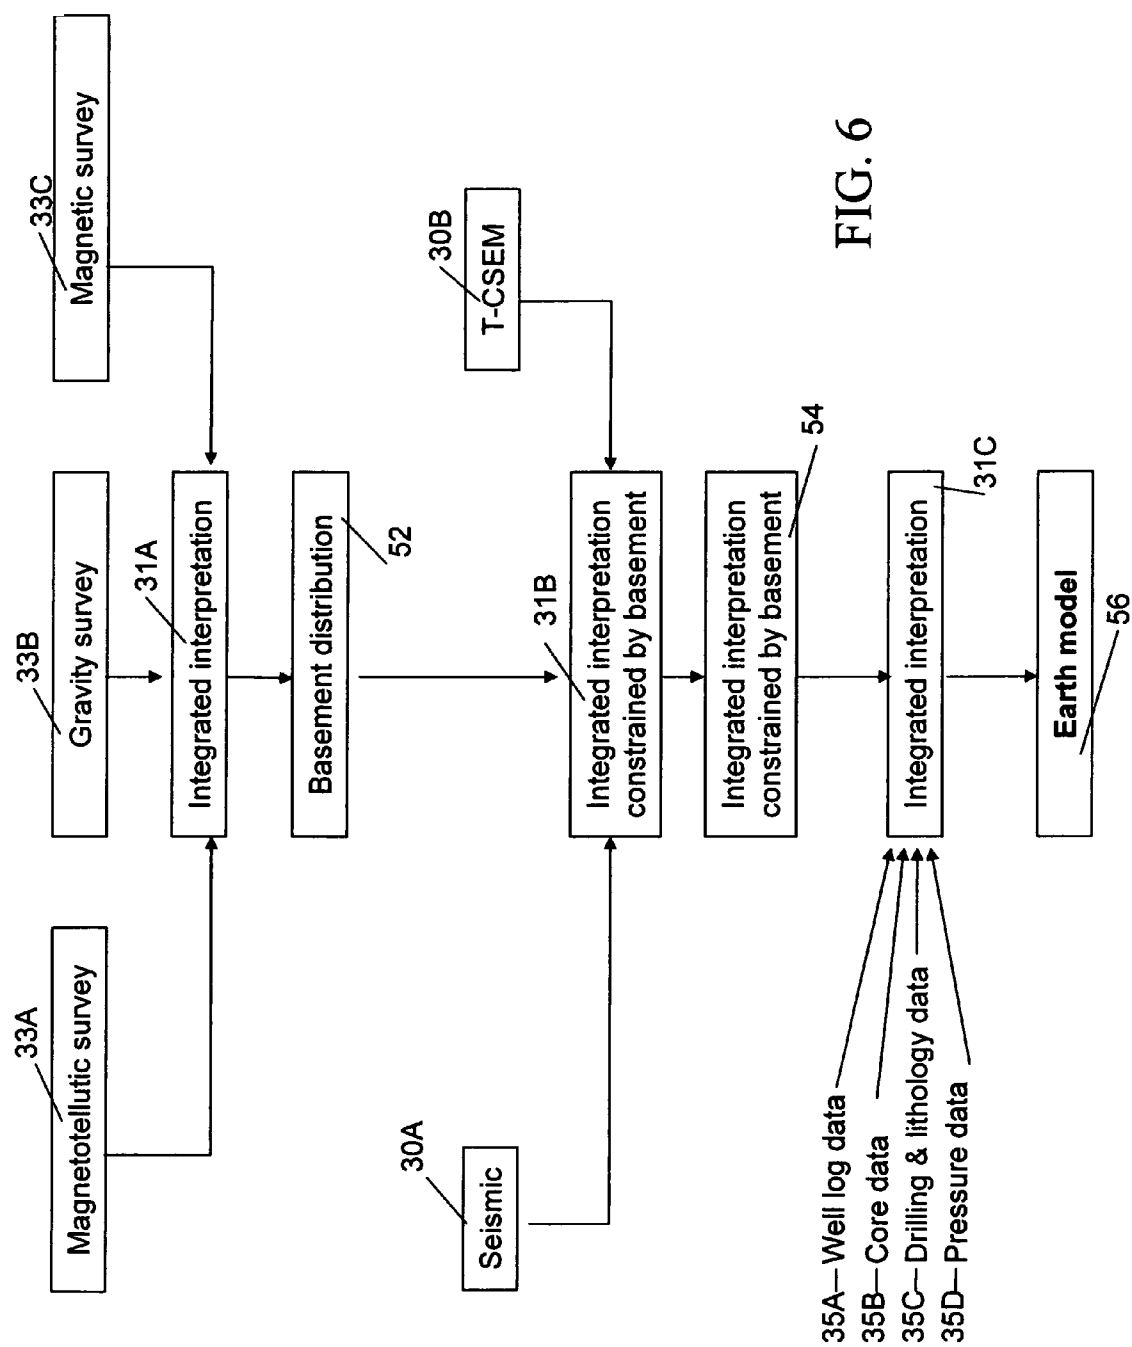 33A
Magnetotellutic survey
33B
Gravity survey
33C
Magnetic survey
31A
Integrated interpretation
Basement distribution
52
30A
Seismic
30B
T-CSEM
31B
Integrated interpretation
constrained by basement
Integrated interpretation
constrained by basement
54
35A—Well log data
35B—Core data
35C—Drilling & lithology data
35D—Pressure data
Integrated interpretation
31C
Earth model
56
FIG. 6